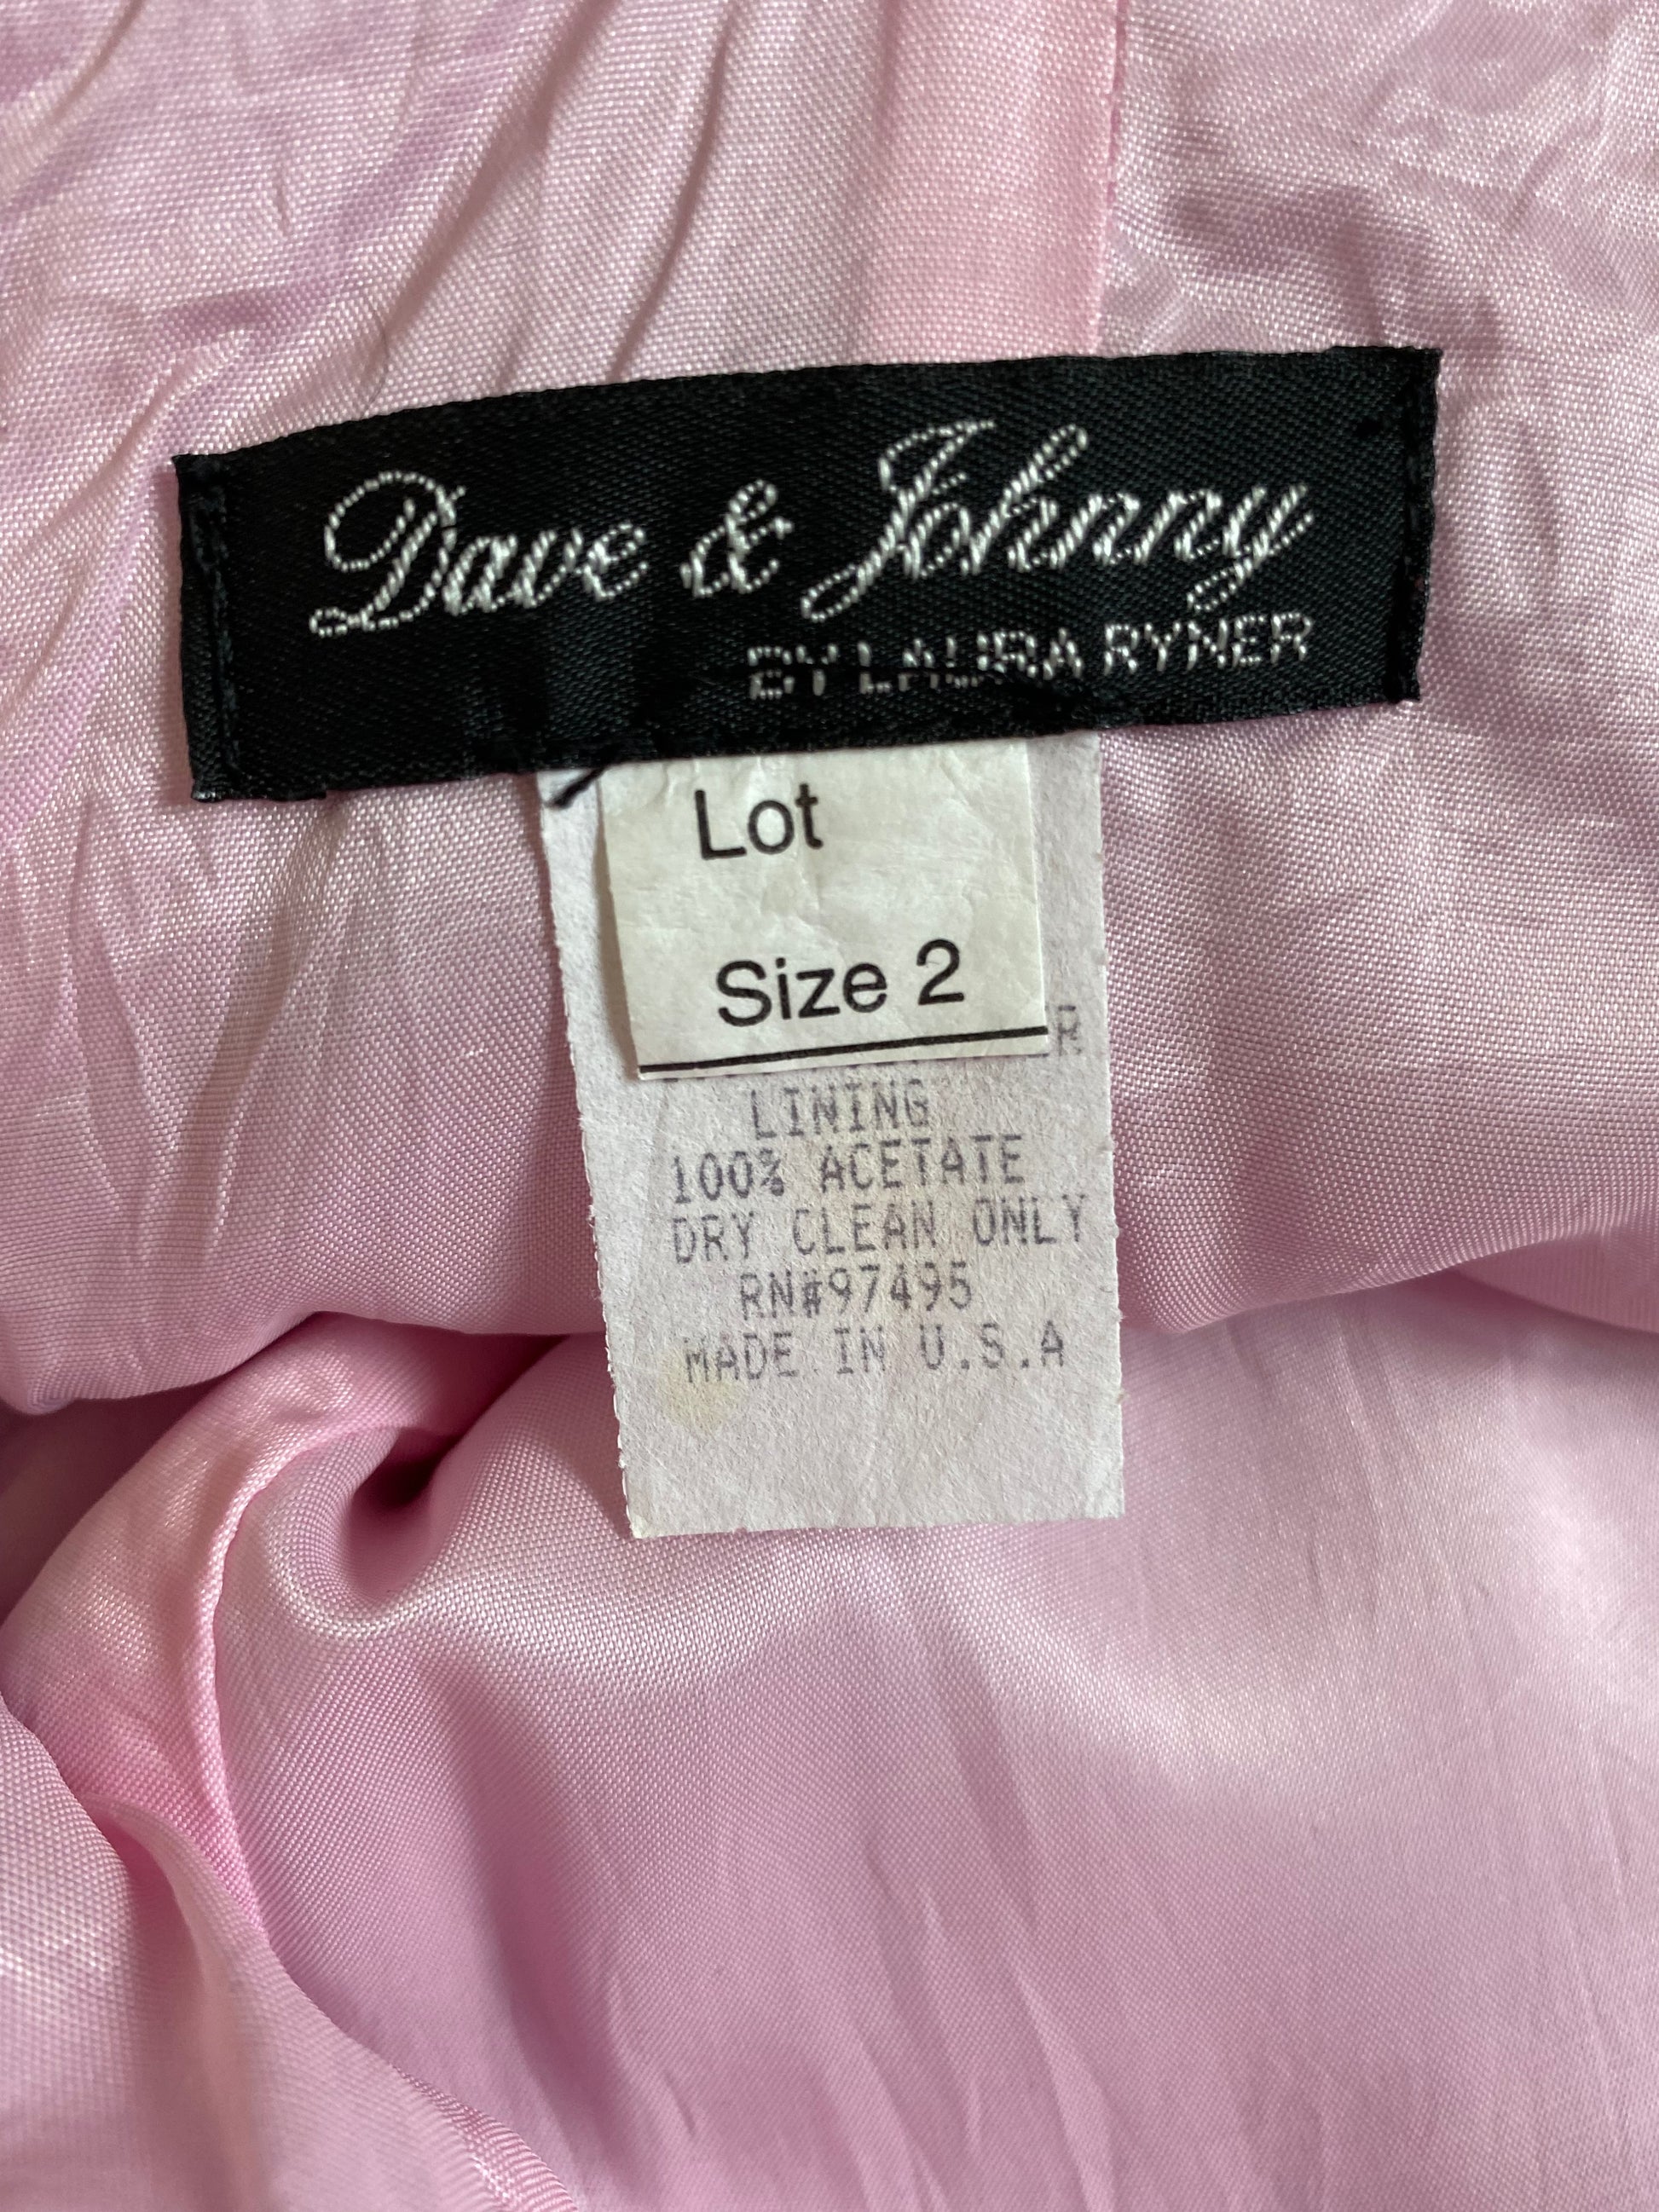 Dave & Johnny
BY LAURA RYNER
Lot
Size 2
R
LINING
100% ACETATE
DRY CLEAN ONLY
RN#97495
MADE IN U.S.A